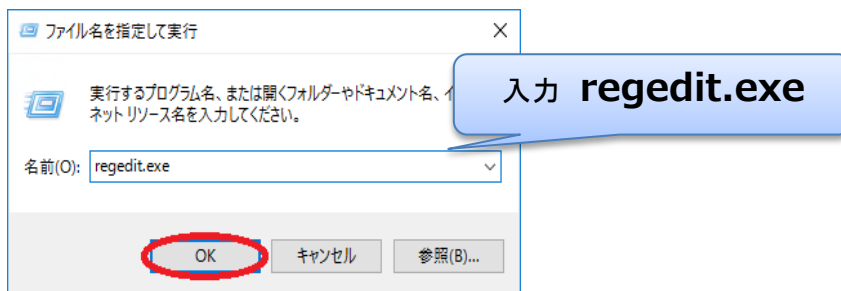 ファイル名を指定して実行
実行するプログラム名、または開くフォルダーやドキュメント名、イ
ネット リソース名を入力してください。
入力 regedit.exe
名前(O): regedit.exe
OK キャンセル 参照(B)...